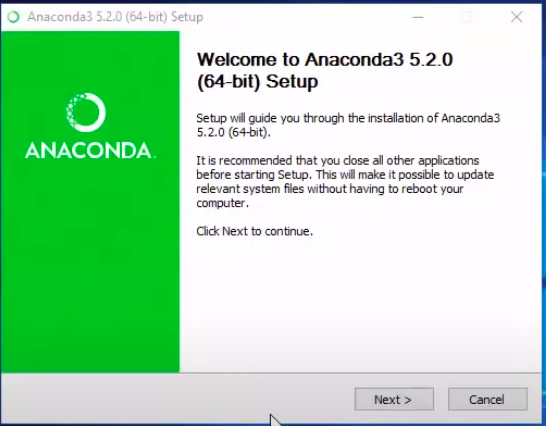 Anaconda3 5.2.0 (64-bit) Setup
Welcome to Anaconda3 5.2.0
(64-bit) Setup
Setup will guide you through the installation of Anaconda3
5.2.0 (64-bit).
It is recommended that you close all other applications
before starting Setup. This will make it possible to update
relevant system files without having to reboot your
computer.
Click Next to continue.
ANACONDA.
Next >
Cancel